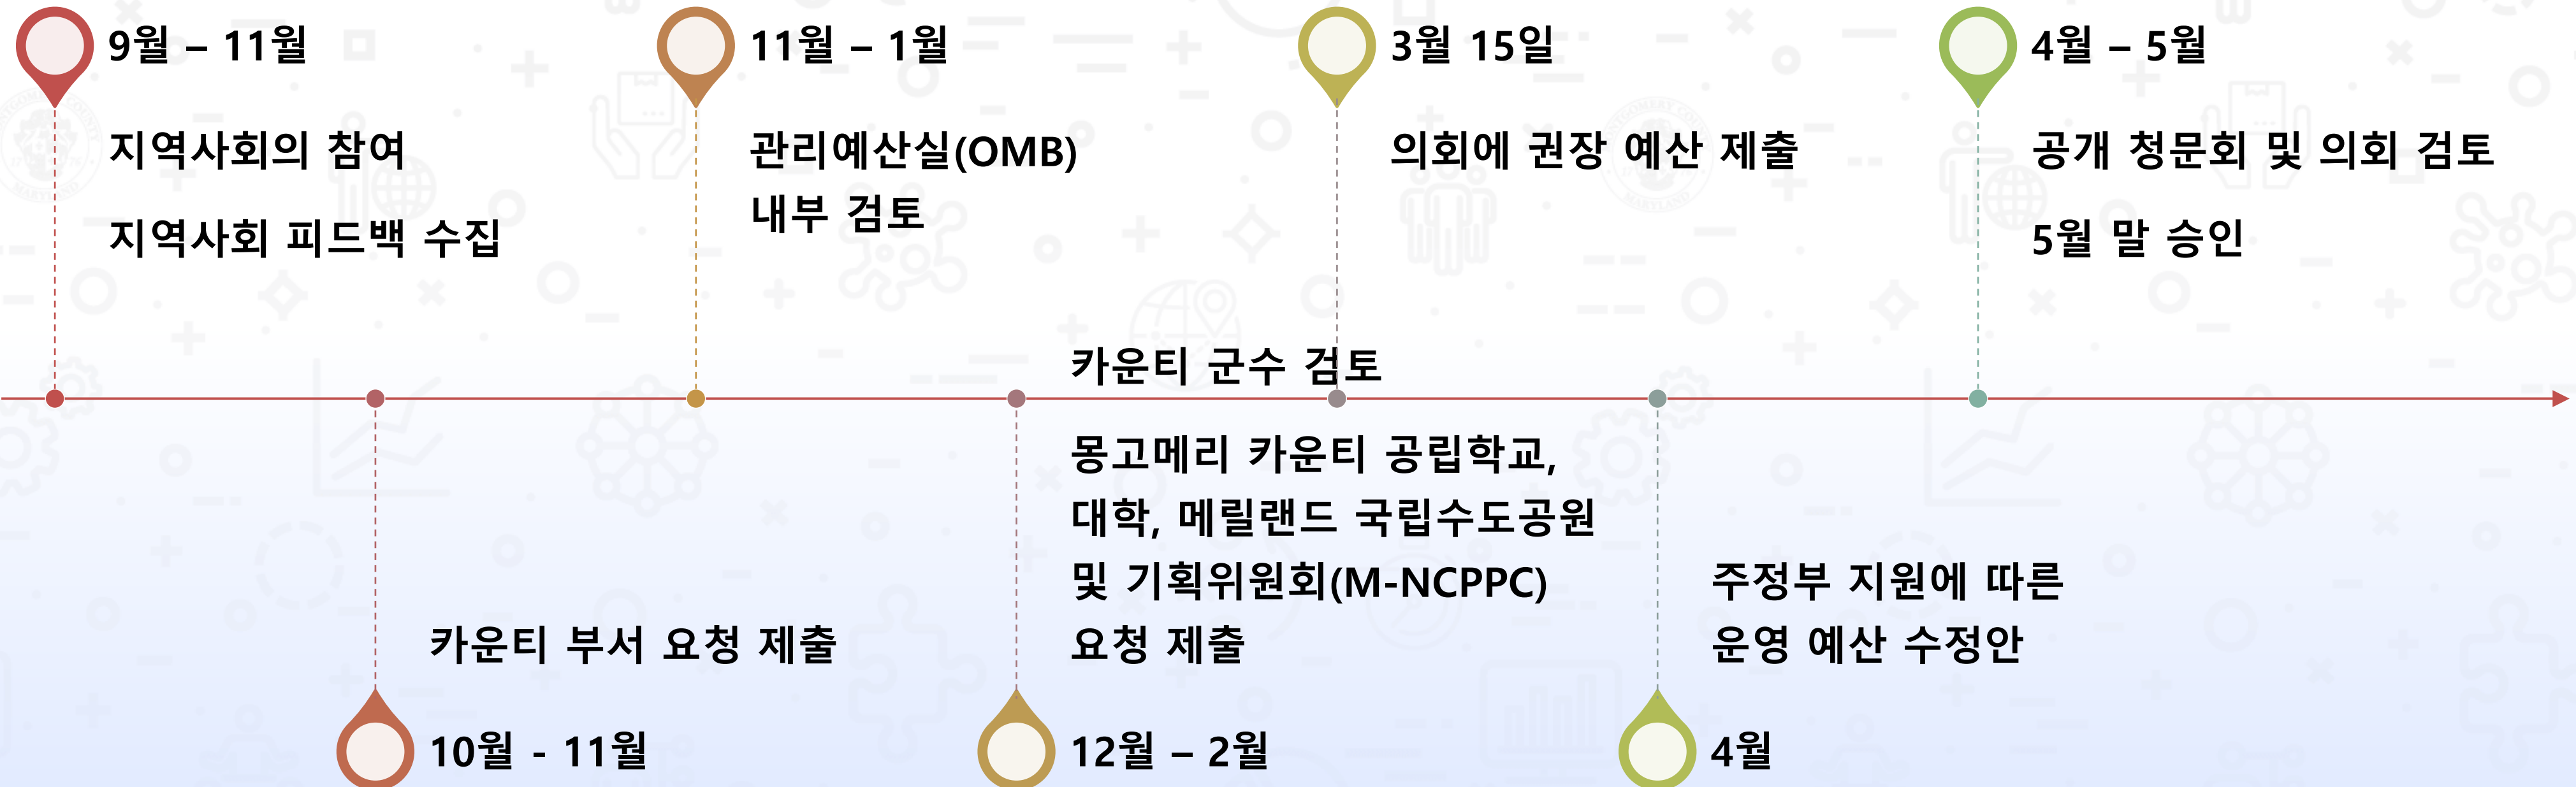 9월 – 11월
지역사회의 참여
지역사회 피드백 수집
카운티 부서 요청 제출
10월 - 11월
11월 – 1월
관리예산실(OMB)
내부 검토
카운티 군수 검토
몽고메리 카운티 공립학교,
대학, 메릴랜드 국립수도공원
및 기획위원회(M-NCPPC)
요청 제출
12월 – 2월
3월 15일
의회에 권장 예산 제출
주정부 지원에 따른
운영 예산 수정안
4월
4월 – 5월
공개 청문회 및 의회 검토
5월 말 승인